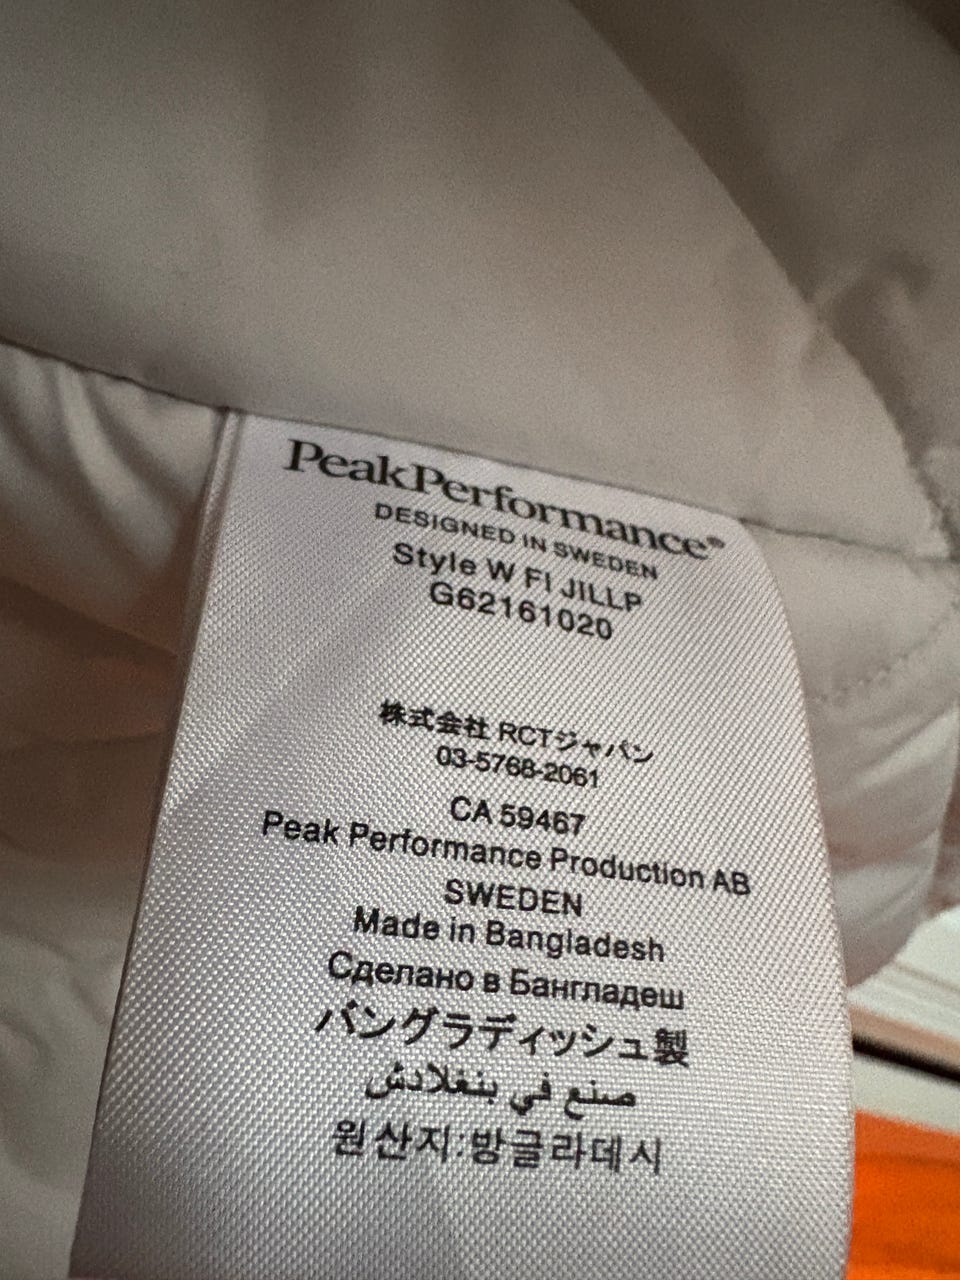 PeakPerformance®
DESIGNED IN SWEDEN
Style W FI JILLP
G62161020
株式会社 RCTジャパン
03-5768-2061
CA 59467
Peak Performance Production AB
SWEDEN
Made in Bangladesh
Сделано в Бангладеш
バングラディッシュ製
صنع في بنغلادش
원산지:방글라데시